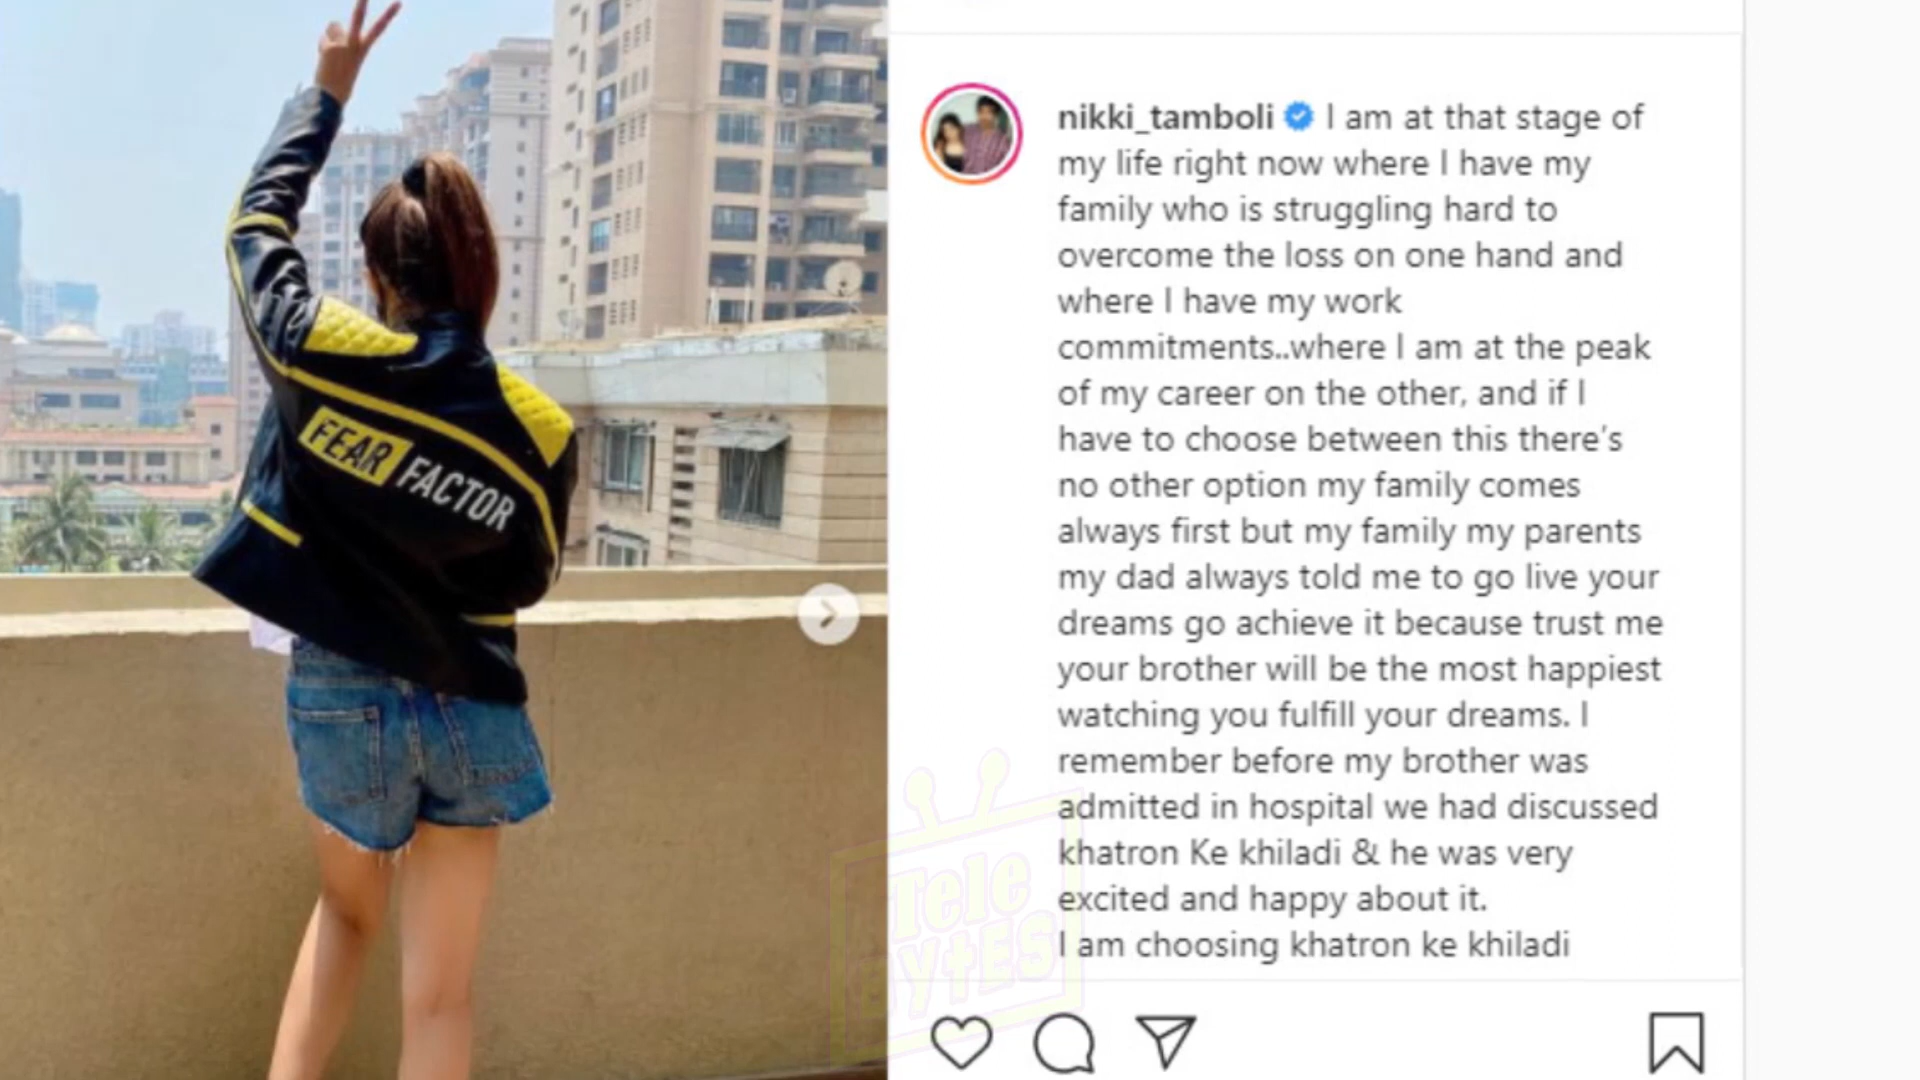 FEAR FACTOR
nikki_tamboli I am at that stage of
my life right now where I have my
family who is struggling hard to
overcome the loss on one hand and
where I have my work
commitments..where I am at the peak
of my career on the other, and if I
have to choose between this there's
no other option my family comes
always first but my family my parents
my dad always told me to go live your
dreams go achieve it because trust me
your brother will be the most happiest
watching you fulfill your dreams. I
remember before my brother was
admitted in hospital we had discussed
khatron Ke khiladi & he was very
excited and happy about it.
I am choosing khatron ke khiladi
Tele
BYtES